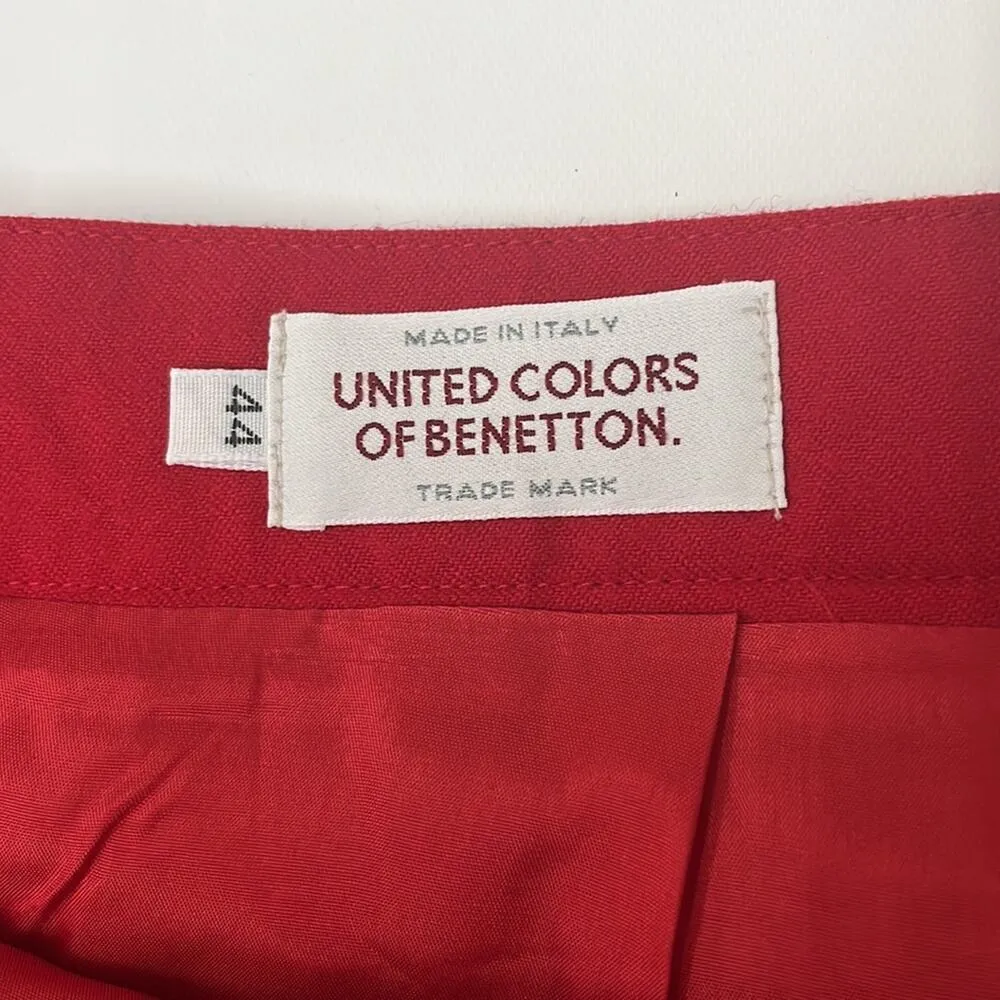 MADE IN ITALY
UNITED COLORS
OF BENETTON.
TRADE MARK
44